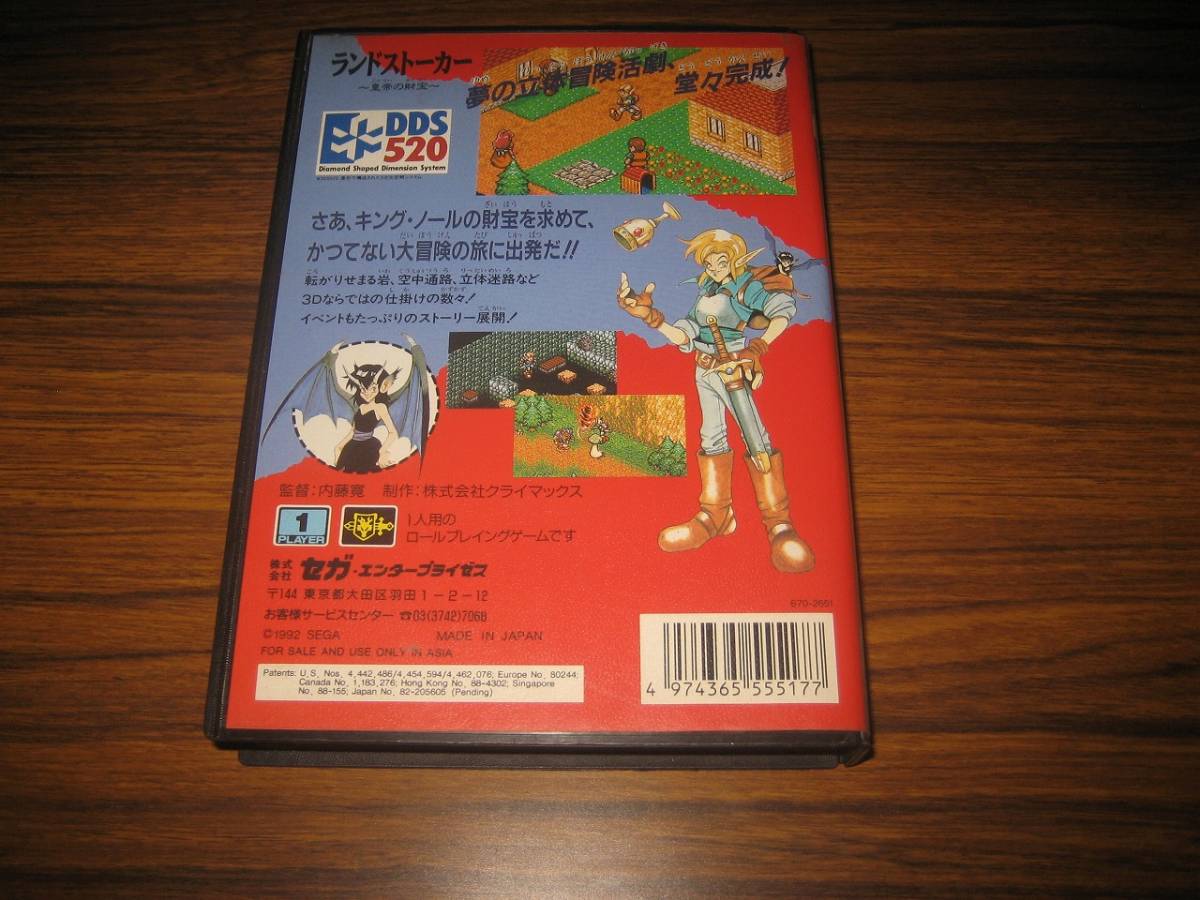 ランドストーカー
～皇帝の財宝～
夢の立体冒険活劇、堂々完成！
DDS
520
Diamond Shaped Dimension System
さあ、キング・ノールの財宝を求めて、
かつてない大冒険の旅に出発だ!!
転がりせまる岩、空中通路、立体迷路など
3Dならではの仕掛けの数々！
イベントもたっぷりのストーリー展開！
監督：内藤寛 制作：株式会社クライマックス
1
PLAYER
1人用の
ロールプレイングゲームです
株式会社 セガ・エンタープライゼス
〒144 東京都大田区羽田1-2-12
お客様サービスセンター ☎03(3742)7068
©1992 SEGA MADE IN JAPAN
FOR SALE AND USE ONLY IN ASIA
Patents: U.S. Nos. 4,442,486/4,454,594/4,462,076; Europe No. 80244;
Canada No. 1,183,276; Hong Kong No. 88-4302; Singapore
No. 88-155; Japan No. 82-205605 (Pending)
670-2651
4 974365 555177